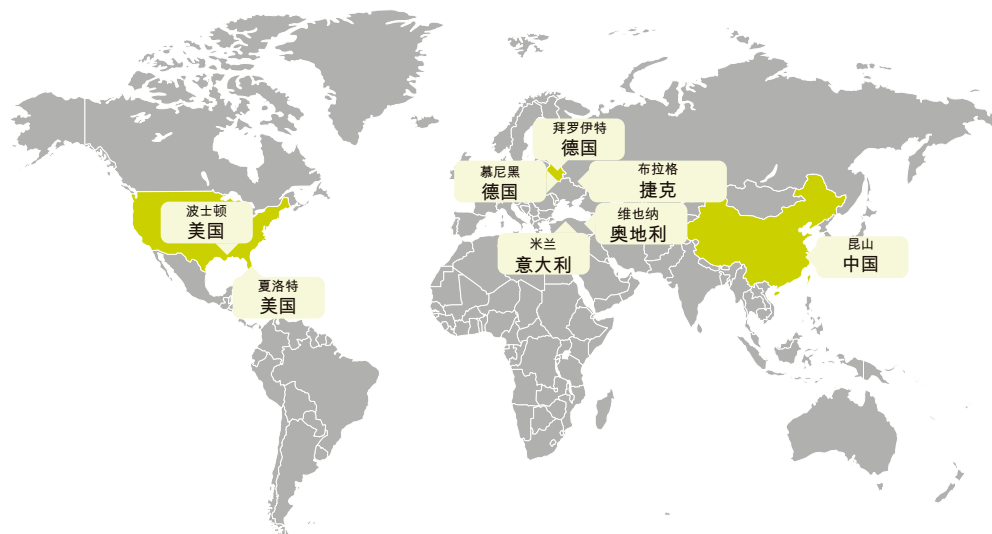 拜罗伊特
德国
慕尼黑
德国
布拉格
捷克
波士顿
美国
维也纳
奥地利
米兰
意大利
昆山
中国
夏洛特
美国